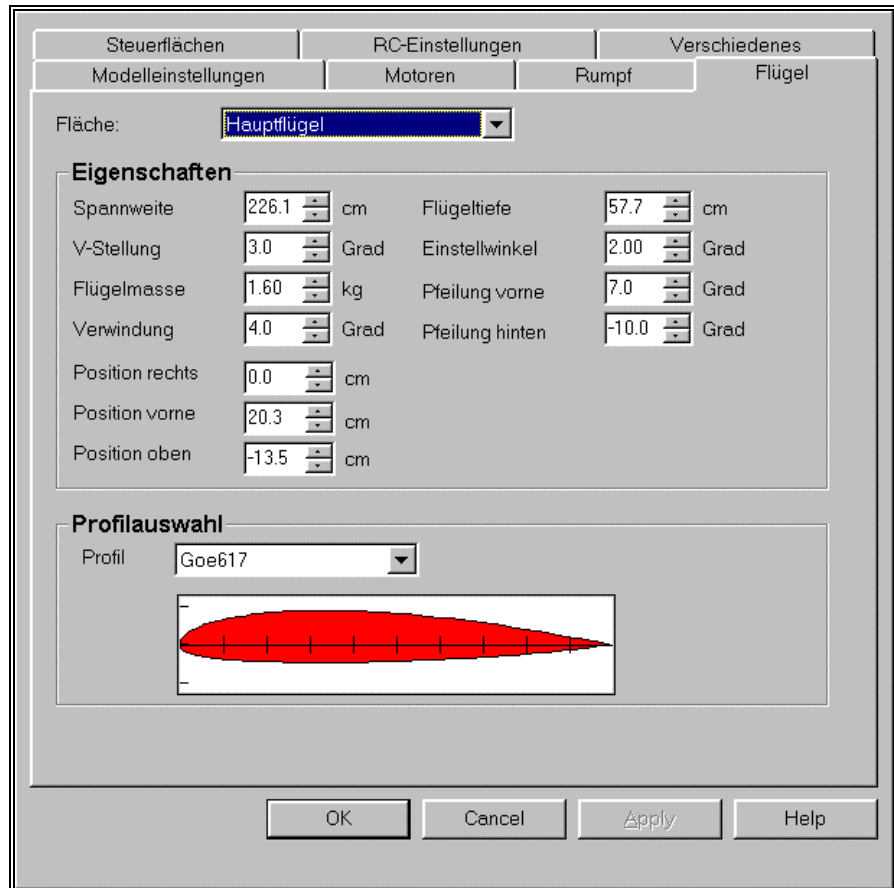 Steuerflächen RC-Einstellungen Verschiedenes
Modelleinstellungen Motoren Rumpf Flügel
Fläche: Hauptflügel
Eigenschaften
Spannweite 226.1 cm Flügeltiefe 57.7 cm
V-Stellung 3.0 Grad Einstellwinkel 2.00 Grad
Flügelmasse 1.60 kg Pfeilung vorne 7.0 Grad
Verwindung 4.0 Grad Pfeilung hinten -10.0 Grad
Position rechts 0.0 cm
Position vorne 20.3 cm
Position oben -13.5 cm
Profilauswahl
Profil Goe617
OK Cancel Apply Help